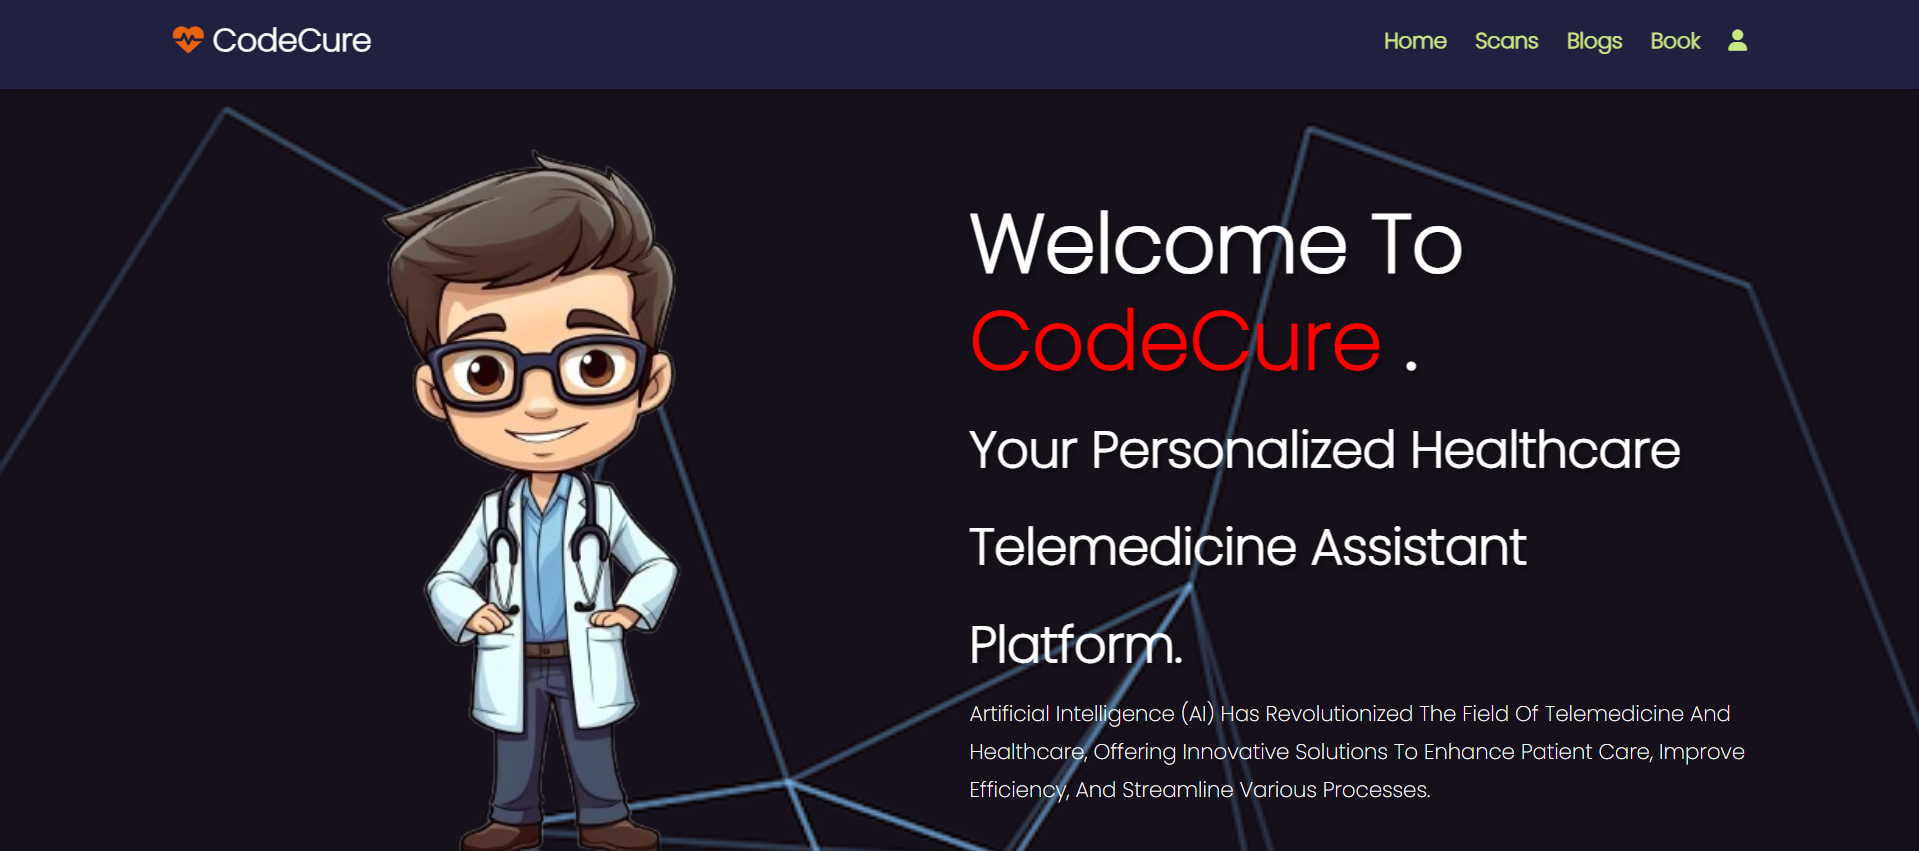 CodeCure
Home Scans Blogs Book
Welcome To
CodeCure .
Your Personalized Healthcare
Telemedicine Assistant
Platform.
Artificial Intelligence (AI) Has Revolutionized The Field Of Telemedicine And
Healthcare, Offering Innovative Solutions To Enhance Patient Care, Improve
Efficiency, And Streamline Various Processes.